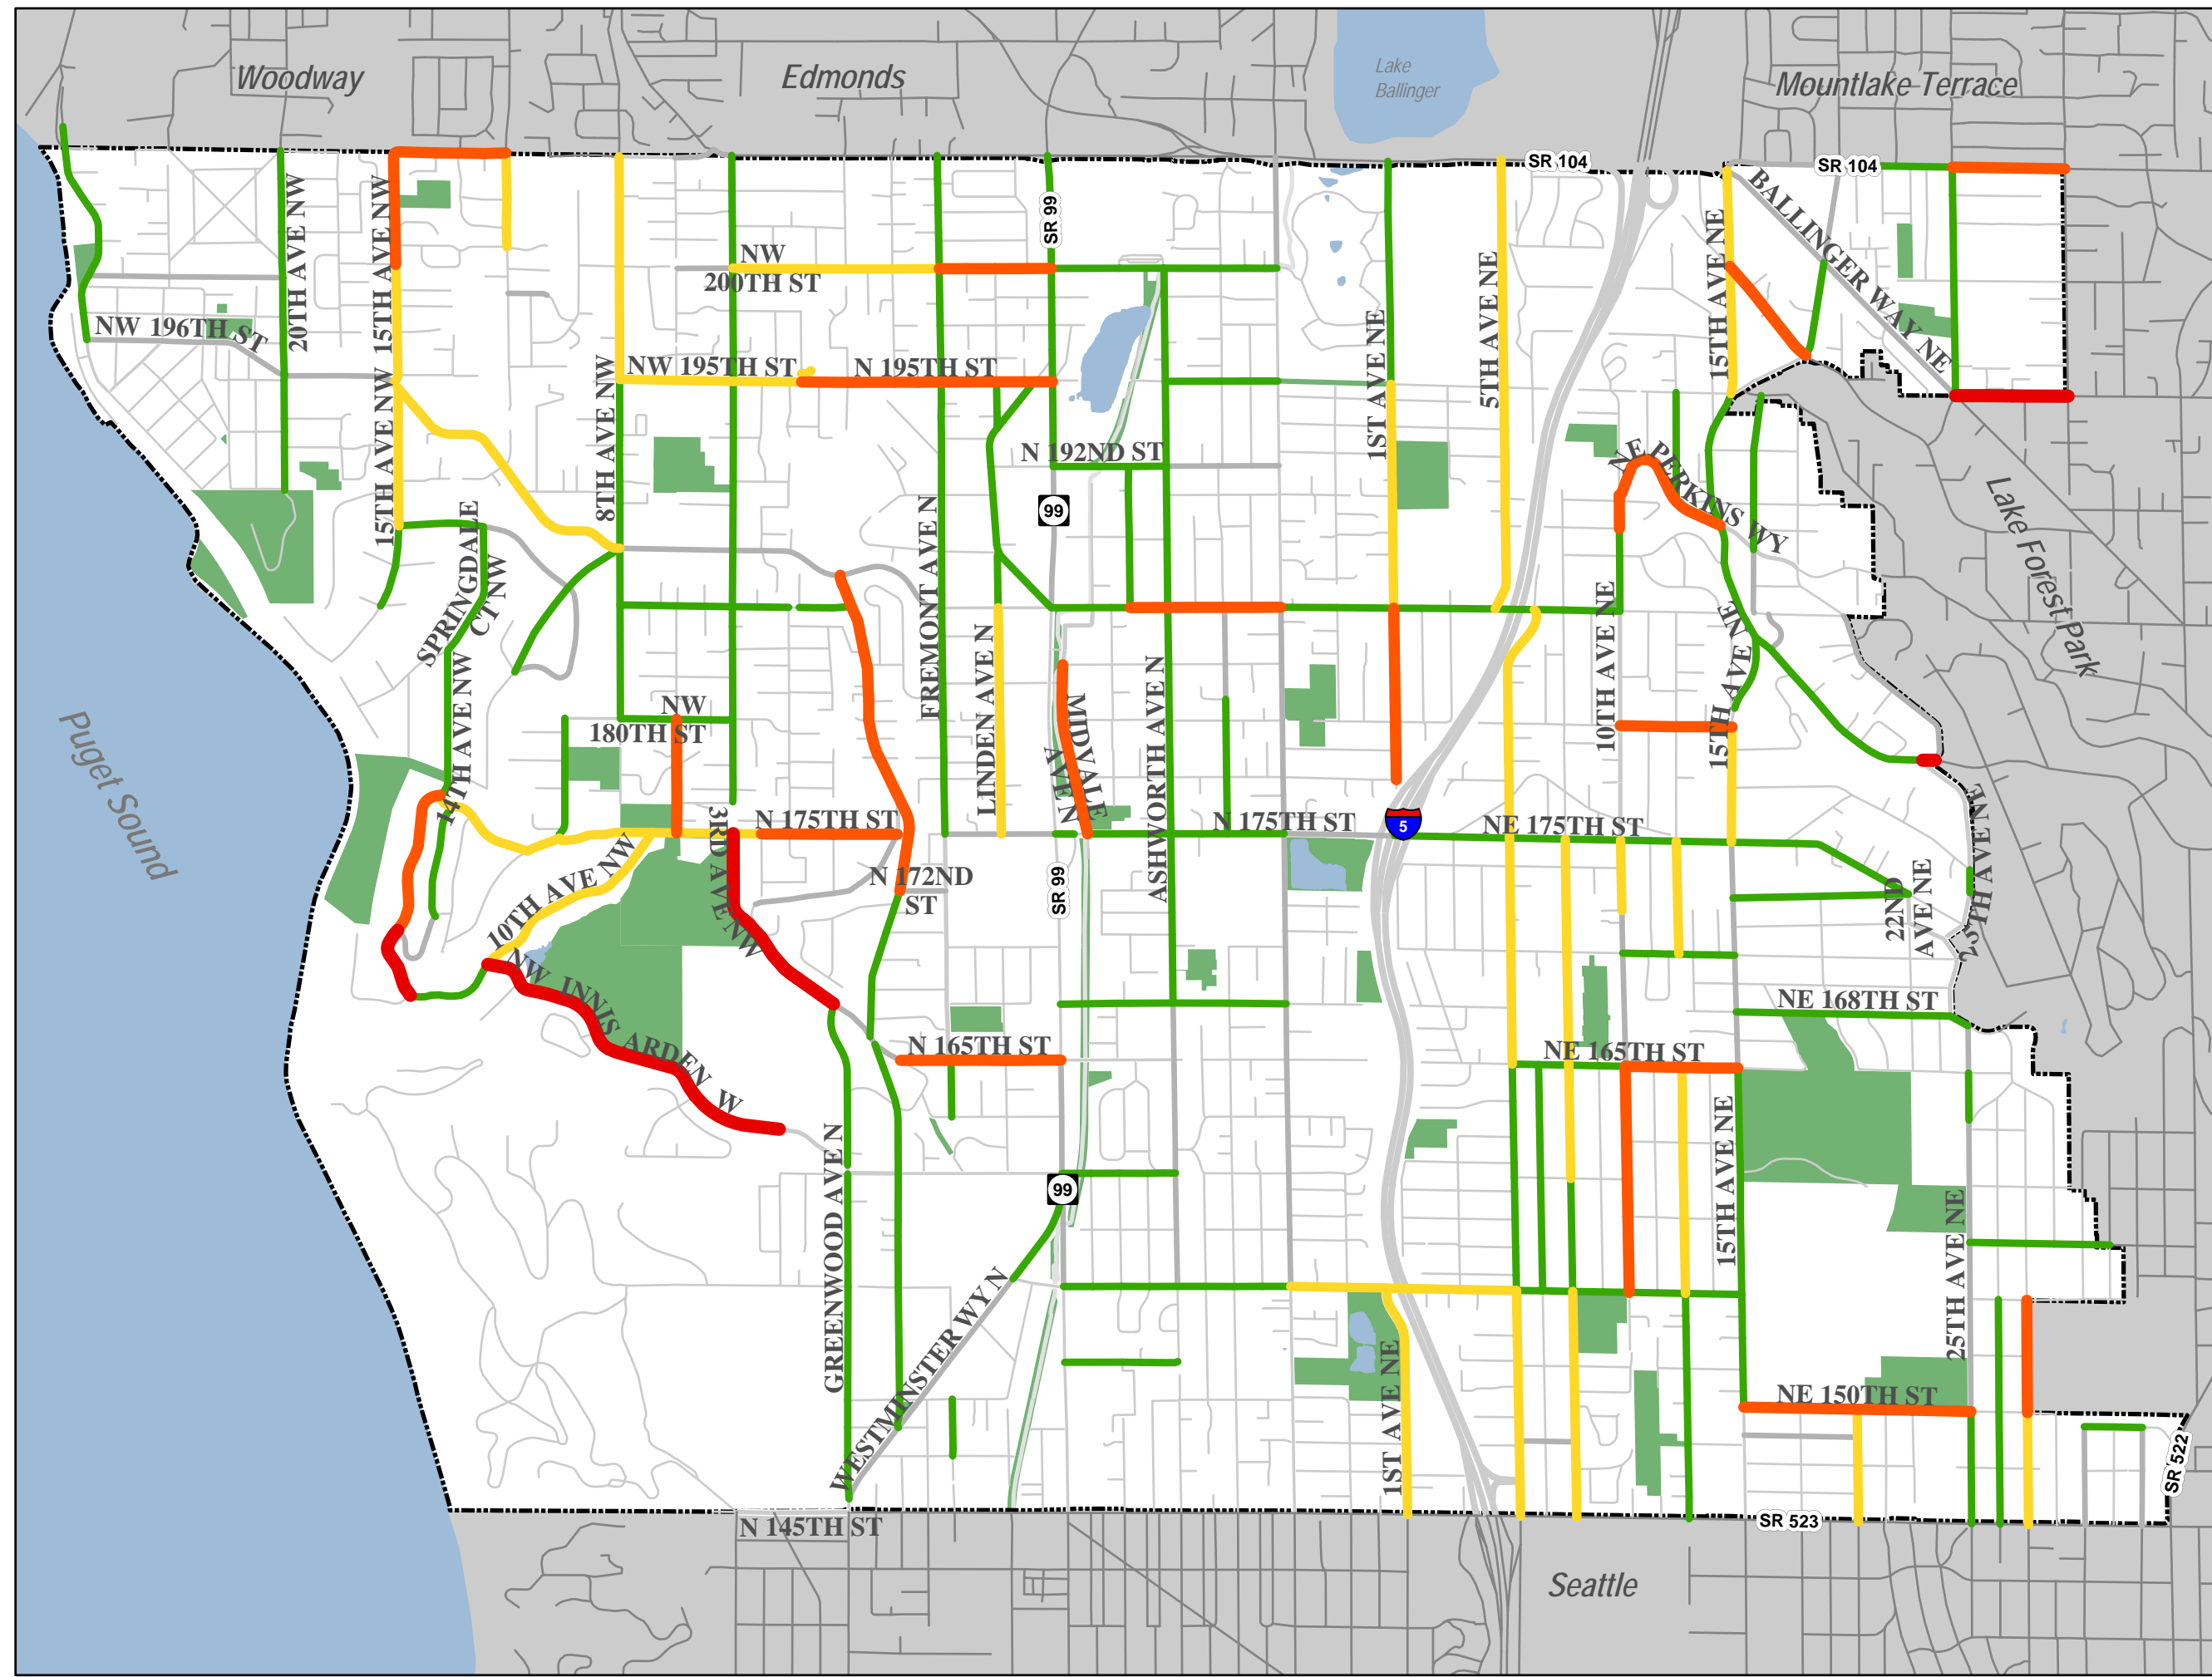 Woodway
Edmonds
Lake
Ballinger
Mountlake Terrace
SR 104
SR 104
BALLINGER WAY NE
20TH AVE NW
15TH AVE NW
SR 99
NW
200TH ST
15TH AVE NE
5TH AVE NE
NW 196TH ST
1ST AVE NE
NW 195TH ST
N 195TH ST
15TH AVE NW
8TH AVE NW
N 192ND ST
99
NE PERKINS WY
Lake Forest Park
SPRINGDALE
CT NW
FREMONT AVE N
LINDEN AVE N
10TH AVE NE
15TH AVE NE
14TH AVE NW
NW
180TH ST
MIDVALE
AVE N
ASHWORTH AVE N
15TH AVE NE
Puget Sound
3RD AVE NW
N 175TH ST
N 175TH ST
5
NE 175TH ST
25TH AVE NE
10TH AVE NW
N 172ND
ST
SR 99
22ND
AVE NE
NW INNIS ARDEN W
NE 168TH ST
N 165TH ST
NE 165TH ST
15TH AVE NE
GREENWOOD AVE N
99
25TH AVE NE
WESTMINSTER WY N
1ST AVE NE
NE 150TH ST
SR 522
N 145TH ST
SR 523
Seattle